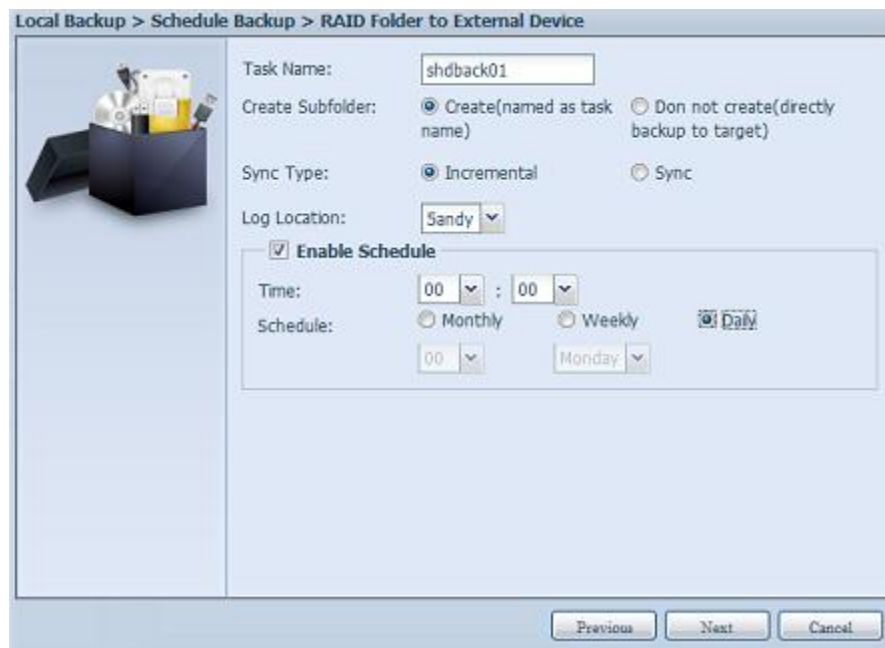 Local Backup > Schedule Backup > RAID Folder to External Device
Task Name: shdback01
Create Subfolder: Create(named as task name) Don not create(directly backup to target)
Sync Type: Incremental Sync
Log Location: Sandy
Enable Schedule
Time: 00 : 00
Schedule: Monthly Weekly Daily
00 Monday
Previous Next Cancel